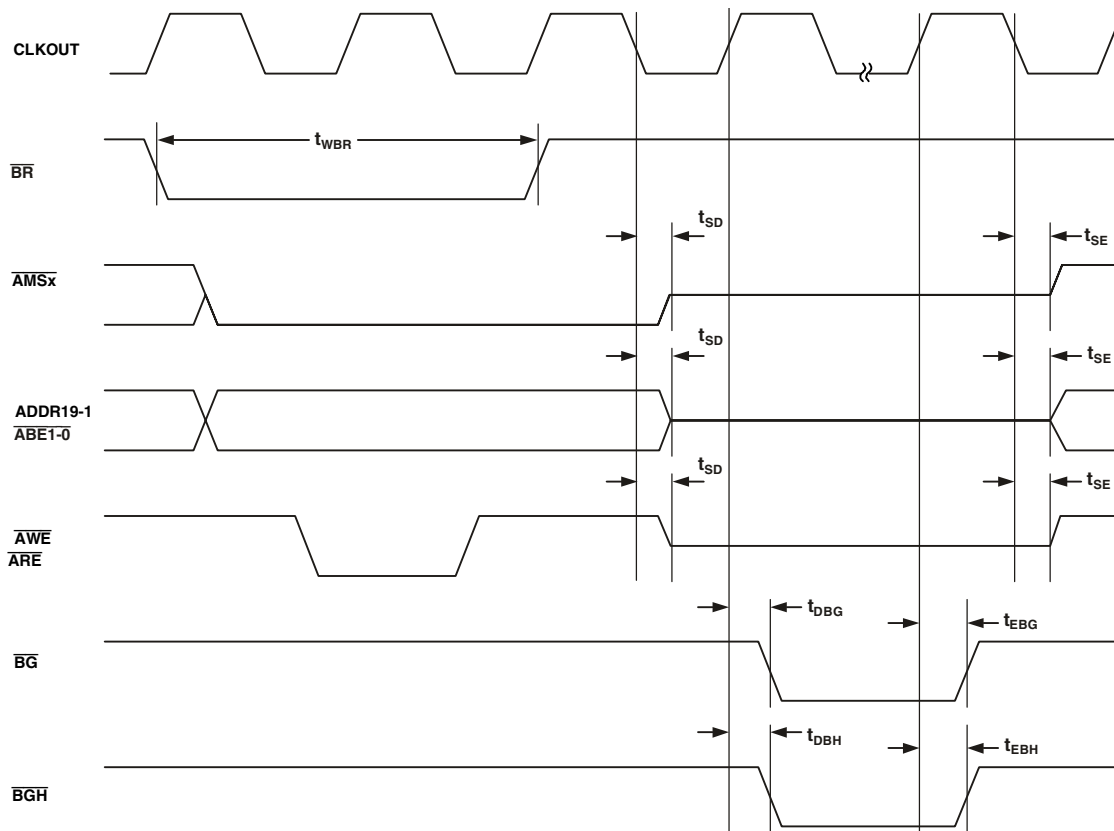 CLKOUT
tWBR
BR
tSD
tSE
AMSx
tSD
tSE
ADDR19-1
ABE1-0
tSD
tSE
AWE
ARE
tDBG
tEBG
BG
tDBH
tEBH
BGH